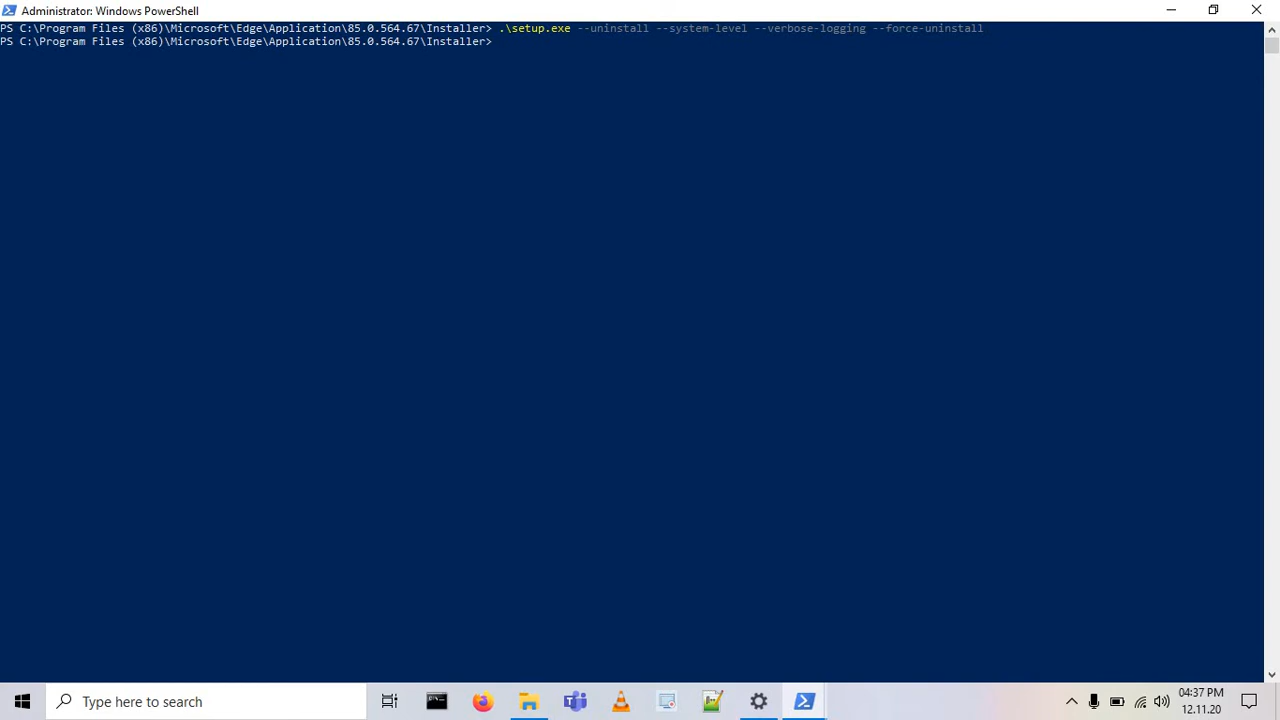 Administrator: Windows PowerShell
PS C:\Program Files (x86)\Microsoft\Edge\Application\85.0.564.67\Installer> .\setup.exe --uninstall --system-level --verbose-logging --force-uninstall
PS C:\Program Files (x86)\Microsoft\Edge\Application\85.0.564.67\Installer>
Type here to search
04:37 PM
12.11.20